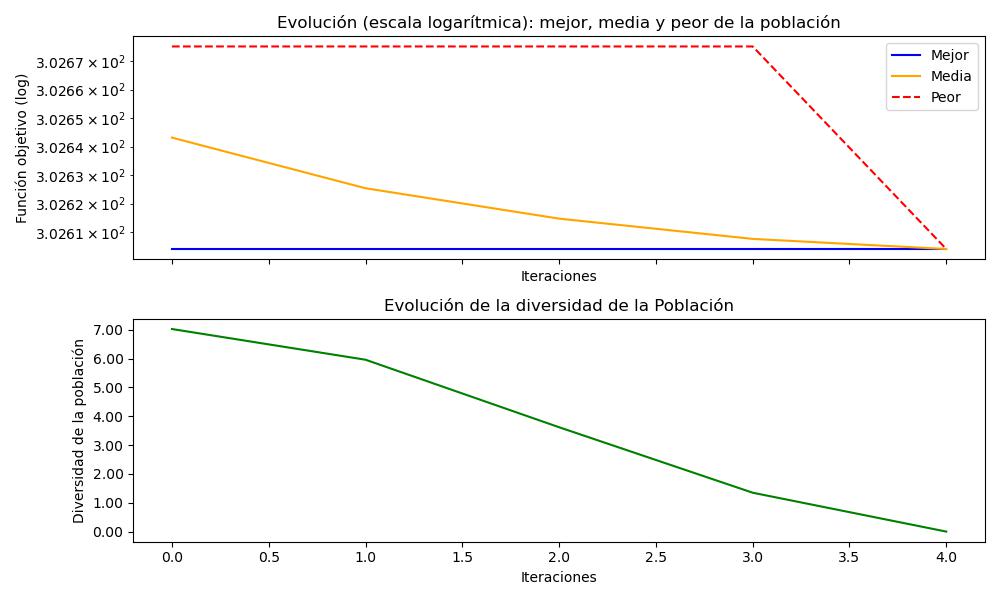 Evolución (escala logarítmica): mejor, media y peor de la población
Función objetivo (log)
3.0267 × 10²
3.0266 × 10²
3.0265 × 10²
3.0264 × 10²
3.0263 × 10²
3.0262 × 10²
3.0261 × 10²
Mejor
Media
Peor
Iteraciones
Evolución de la diversidad de la Población
Diversidad de la población
7.00
6.00
5.00
4.00
3.00
2.00
1.00
0.00
0.0 0.5 1.0 1.5 2.0 2.5 3.0 3.5 4.0
Iteraciones